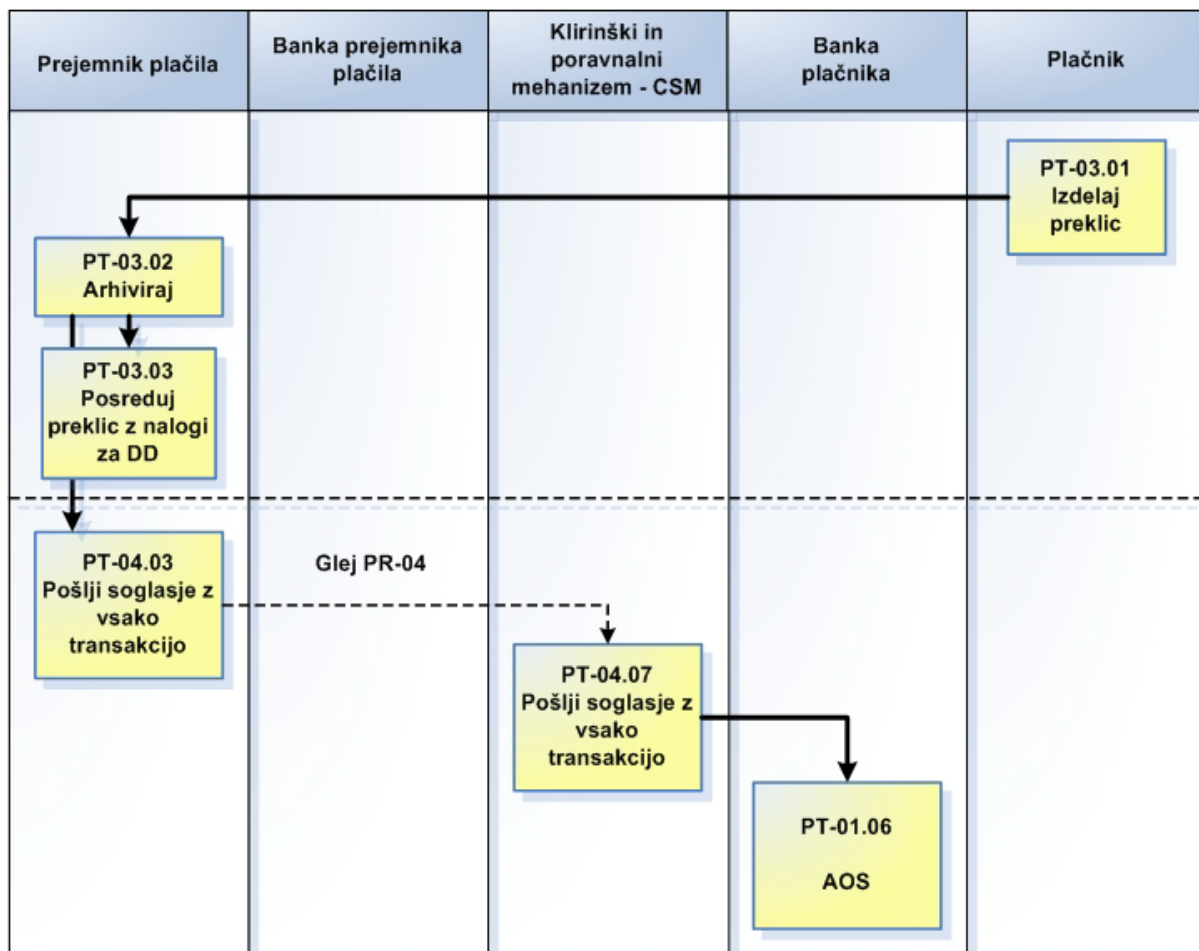 Prejemnik plačila
Banka prejemnika
plačila
Klirinški in
poravnalni
mehanizem - CSM
Banka
plačnika
Plačnik
PT-03.01
Izdelaj
preklic
PT-03.02
Arhiviraj
PT-03.03
Posreduj
preklic z nalogi
za DD
PT-04.03
Pošlji soglasje z
vsako
transakcijo
Glej PR-04
PT-04.07
Pošlji soglasje z
vsako
transakcijo
PT-01.06
AOS